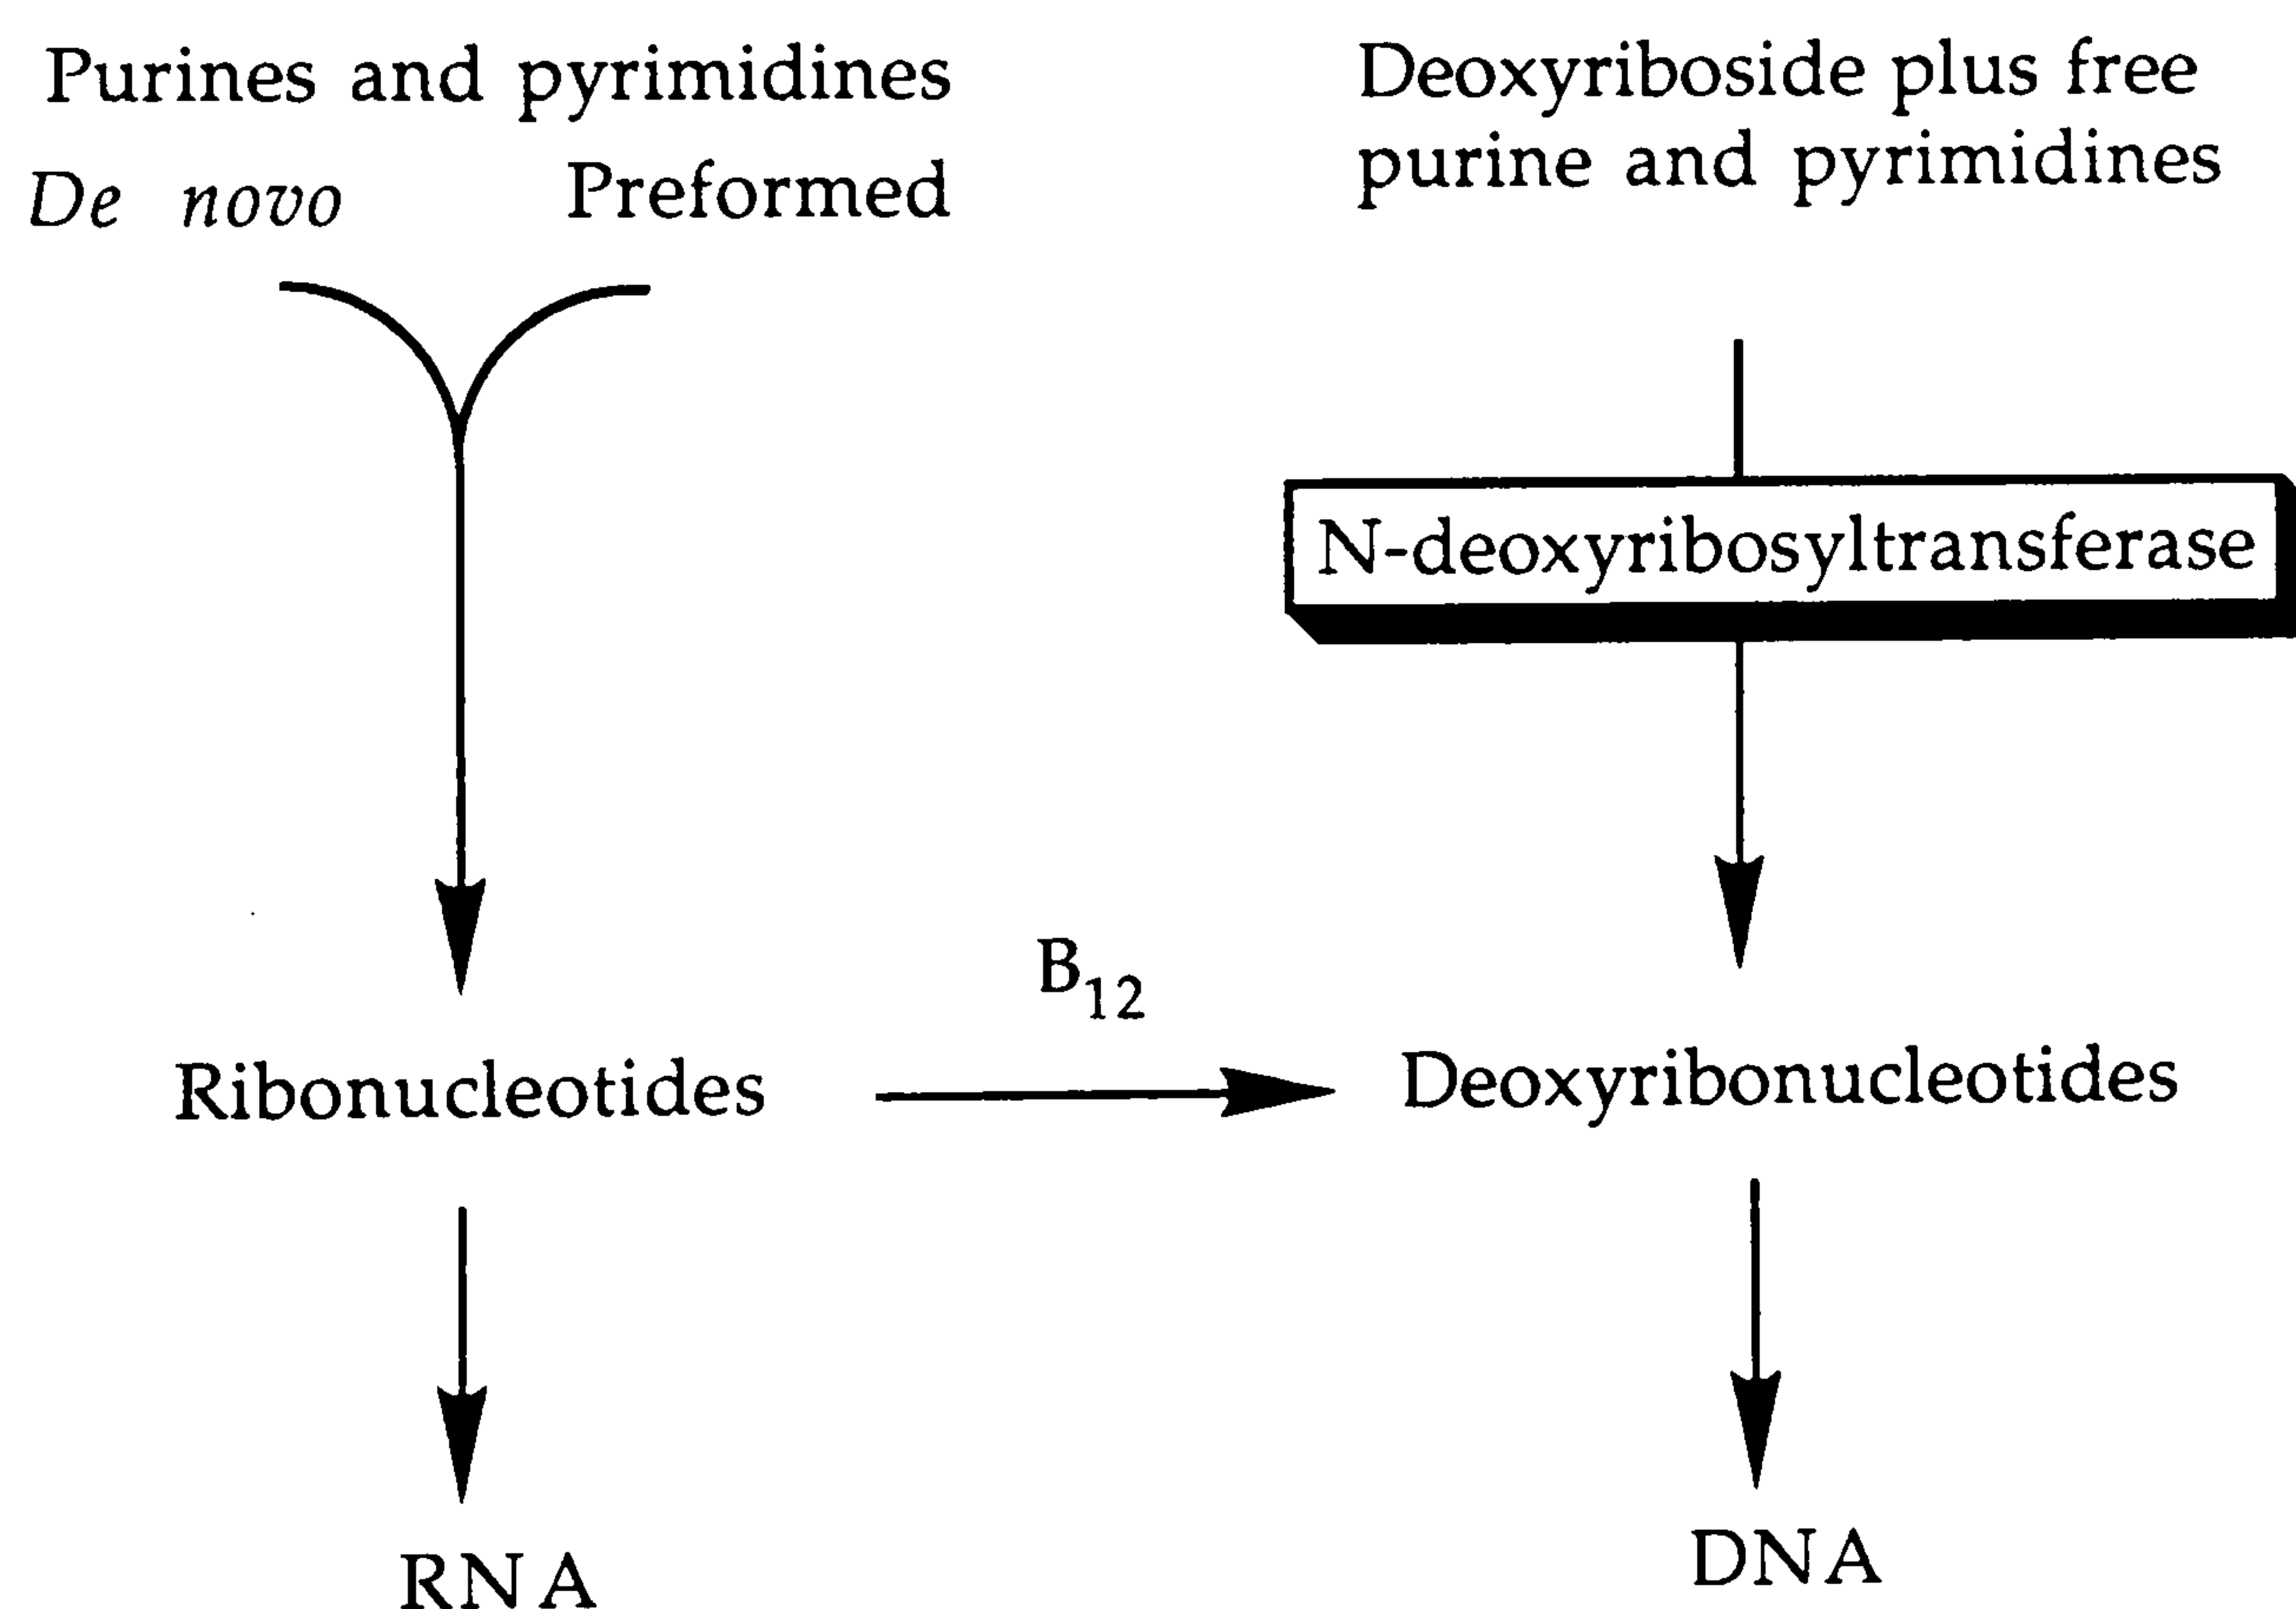 Purines and pyrimidines
De novo Preformed
Deoxyriboside plus free
purine and pyrimidines
N-deoxyribosyltransferase
B12
Ribonucleotides
Deoxyribonucleotides
RNA
DNA